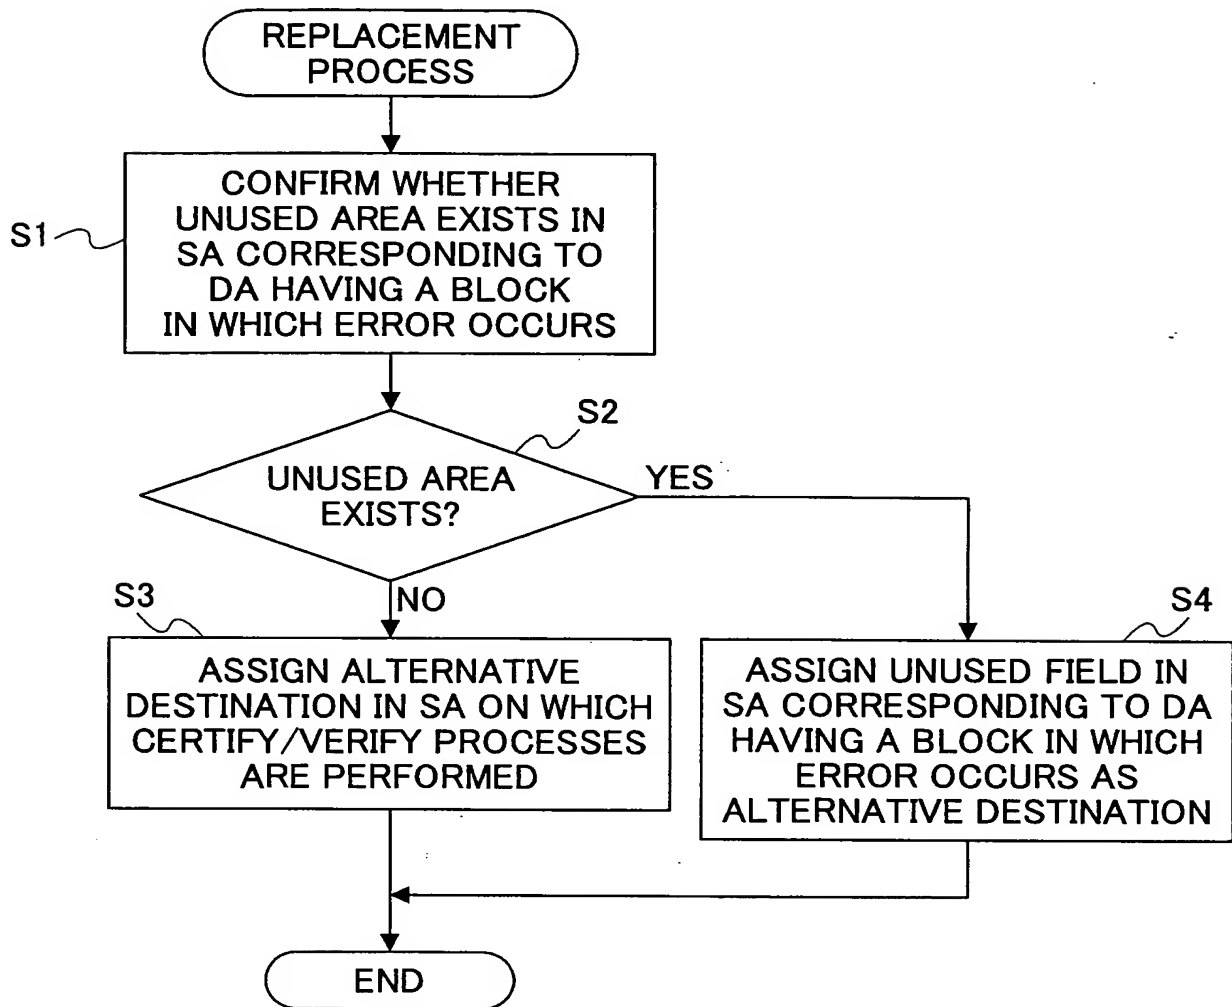 REPLACEMENT
PROCESS
S1
CONFIRM WHETHER
UNUSED AREA EXISTS IN
SA CORRESPONDING TO
DA HAVING A BLOCK
IN WHICH ERROR OCCURS
S2
UNUSED AREA
EXISTS?
YES
NO
S3
ASSIGN ALTERNATIVE
DESTINATION IN SA ON WHICH
CERTIFY/VERIFY PROCESSES
ARE PERFORMED
S4
ASSIGN UNUSED FIELD IN
SA CORRESPONDING TO DA
HAVING A BLOCK IN WHICH
ERROR OCCURS AS
ALTERNATIVE DESTINATION
END